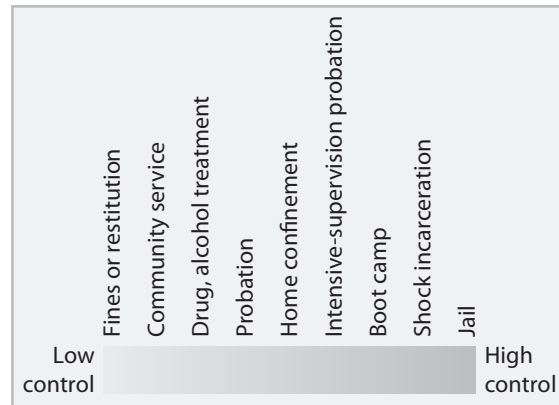 Fines or restitution
Community service
Drug, alcohol treatment
Probation
Home confinement
Intensive-supervision probation
Boot camp
Shock incarceration
Jail
Low
control
High
control